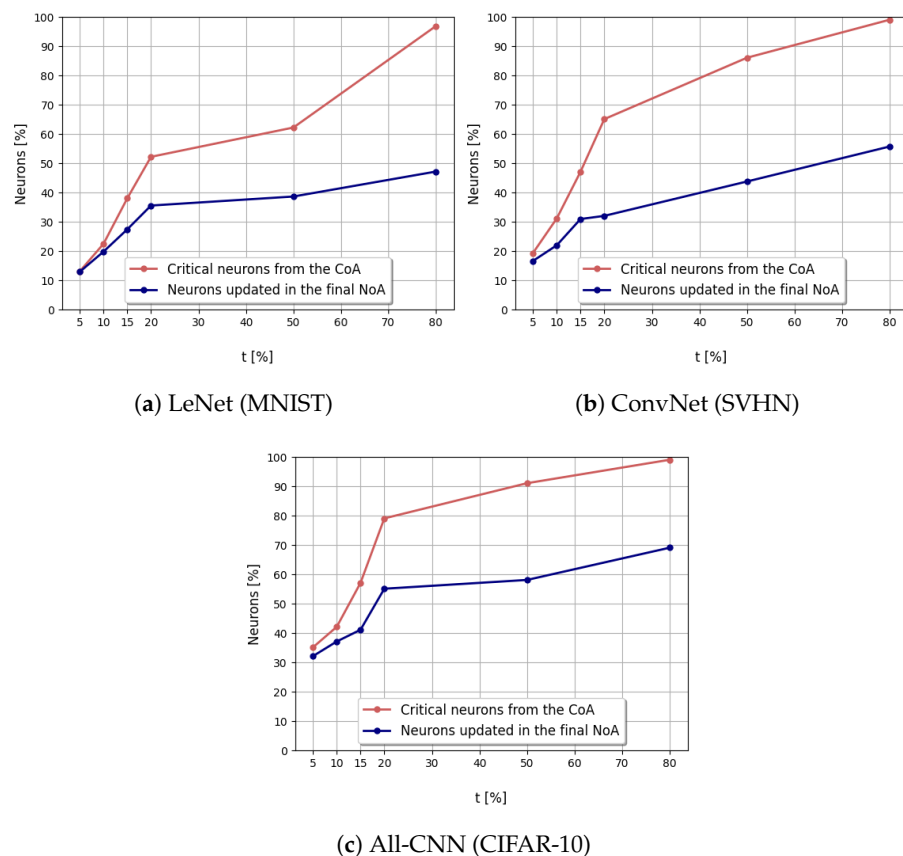 100
90
80
70
60
50
40
30
20
10
0
Neurons [%]
Critical neurons from the CoA
Neurons updated in the final NoA
5 10 15 20 30 40 50 60 70 80
t [%]
(a) LeNet (MNIST)
100
90
80
70
60
50
40
30
20
10
0
Neurons [%]
Critical neurons from the CoA
Neurons updated in the final NoA
5 10 15 20 30 40 50 60 70 80
t [%]
(b) ConvNet (SVHN)
100
90
80
70
60
50
40
30
20
10
0
Neurons [%]
Critical neurons from the CoA
Neurons updated in the final NoA
5 10 15 20 30 40 50 60 70 80
t [%]
(c) All-CNN (CIFAR-10)